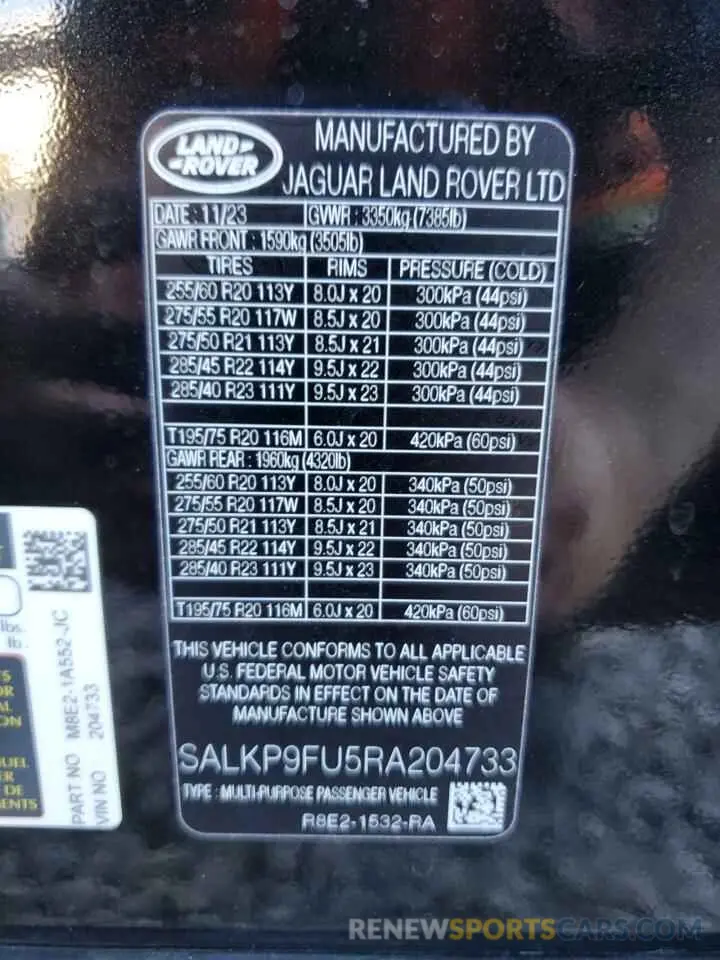 LAND-
-ROVER
MANUFACTURED BY
JAGUAR LAND ROVER LTD
DATE : 11/23 GVWR : 3350kg (7385lb)
GAWR FRONT : 1590kg (3505lb)
TIRES RIMS PRESSURE (COLD)
255/60 R20 113Y 8.0J x 20 300kPa (44psi)
275/55 R20 117W 8.5J x 20 300kPa (44psi)
275/50 R21 113Y 8.5J x 21 300kPa (44psi)
285/45 R22 114Y 9.5J x 22 300kPa (44psi)
285/40 R23 111Y 9.5J x 23 300kPa (44psi)
T195/75 R20 116M 6.0J x 20 420kPa (60psi)
GAWR REAR : 1960kg (4320lb)
255/60 R20 113Y 8.0J x 20 340kPa (50psi)
275/55 R20 117W 8.5J x 20 340kPa (50psi)
275/50 R21 113Y 8.5J x 21 340kPa (50psi)
285/45 R22 114Y 9.5J x 22 340kPa (50psi)
285/40 R23 111Y 9.5J x 23 340kPa (50psi)
T195/75 R20 116M 6.0J x 20 420kPa (60psi)
THIS VEHICLE CONFORMS TO ALL APPLICABLE
U.S. FEDERAL MOTOR VEHICLE SAFETY
STANDARDS IN EFFECT ON THE DATE OF
MANUFACTURE SHOWN ABOVE
SALKP9FU5RA204733
TYPE : MULTI-PURPOSE PASSENGER VEHICLE
R8E2-1532-RA
lbs.
lb.
PART NO M8E2-1A552-JC
VIN NO 204733
DE
RENEWSPORTSCARS.COM